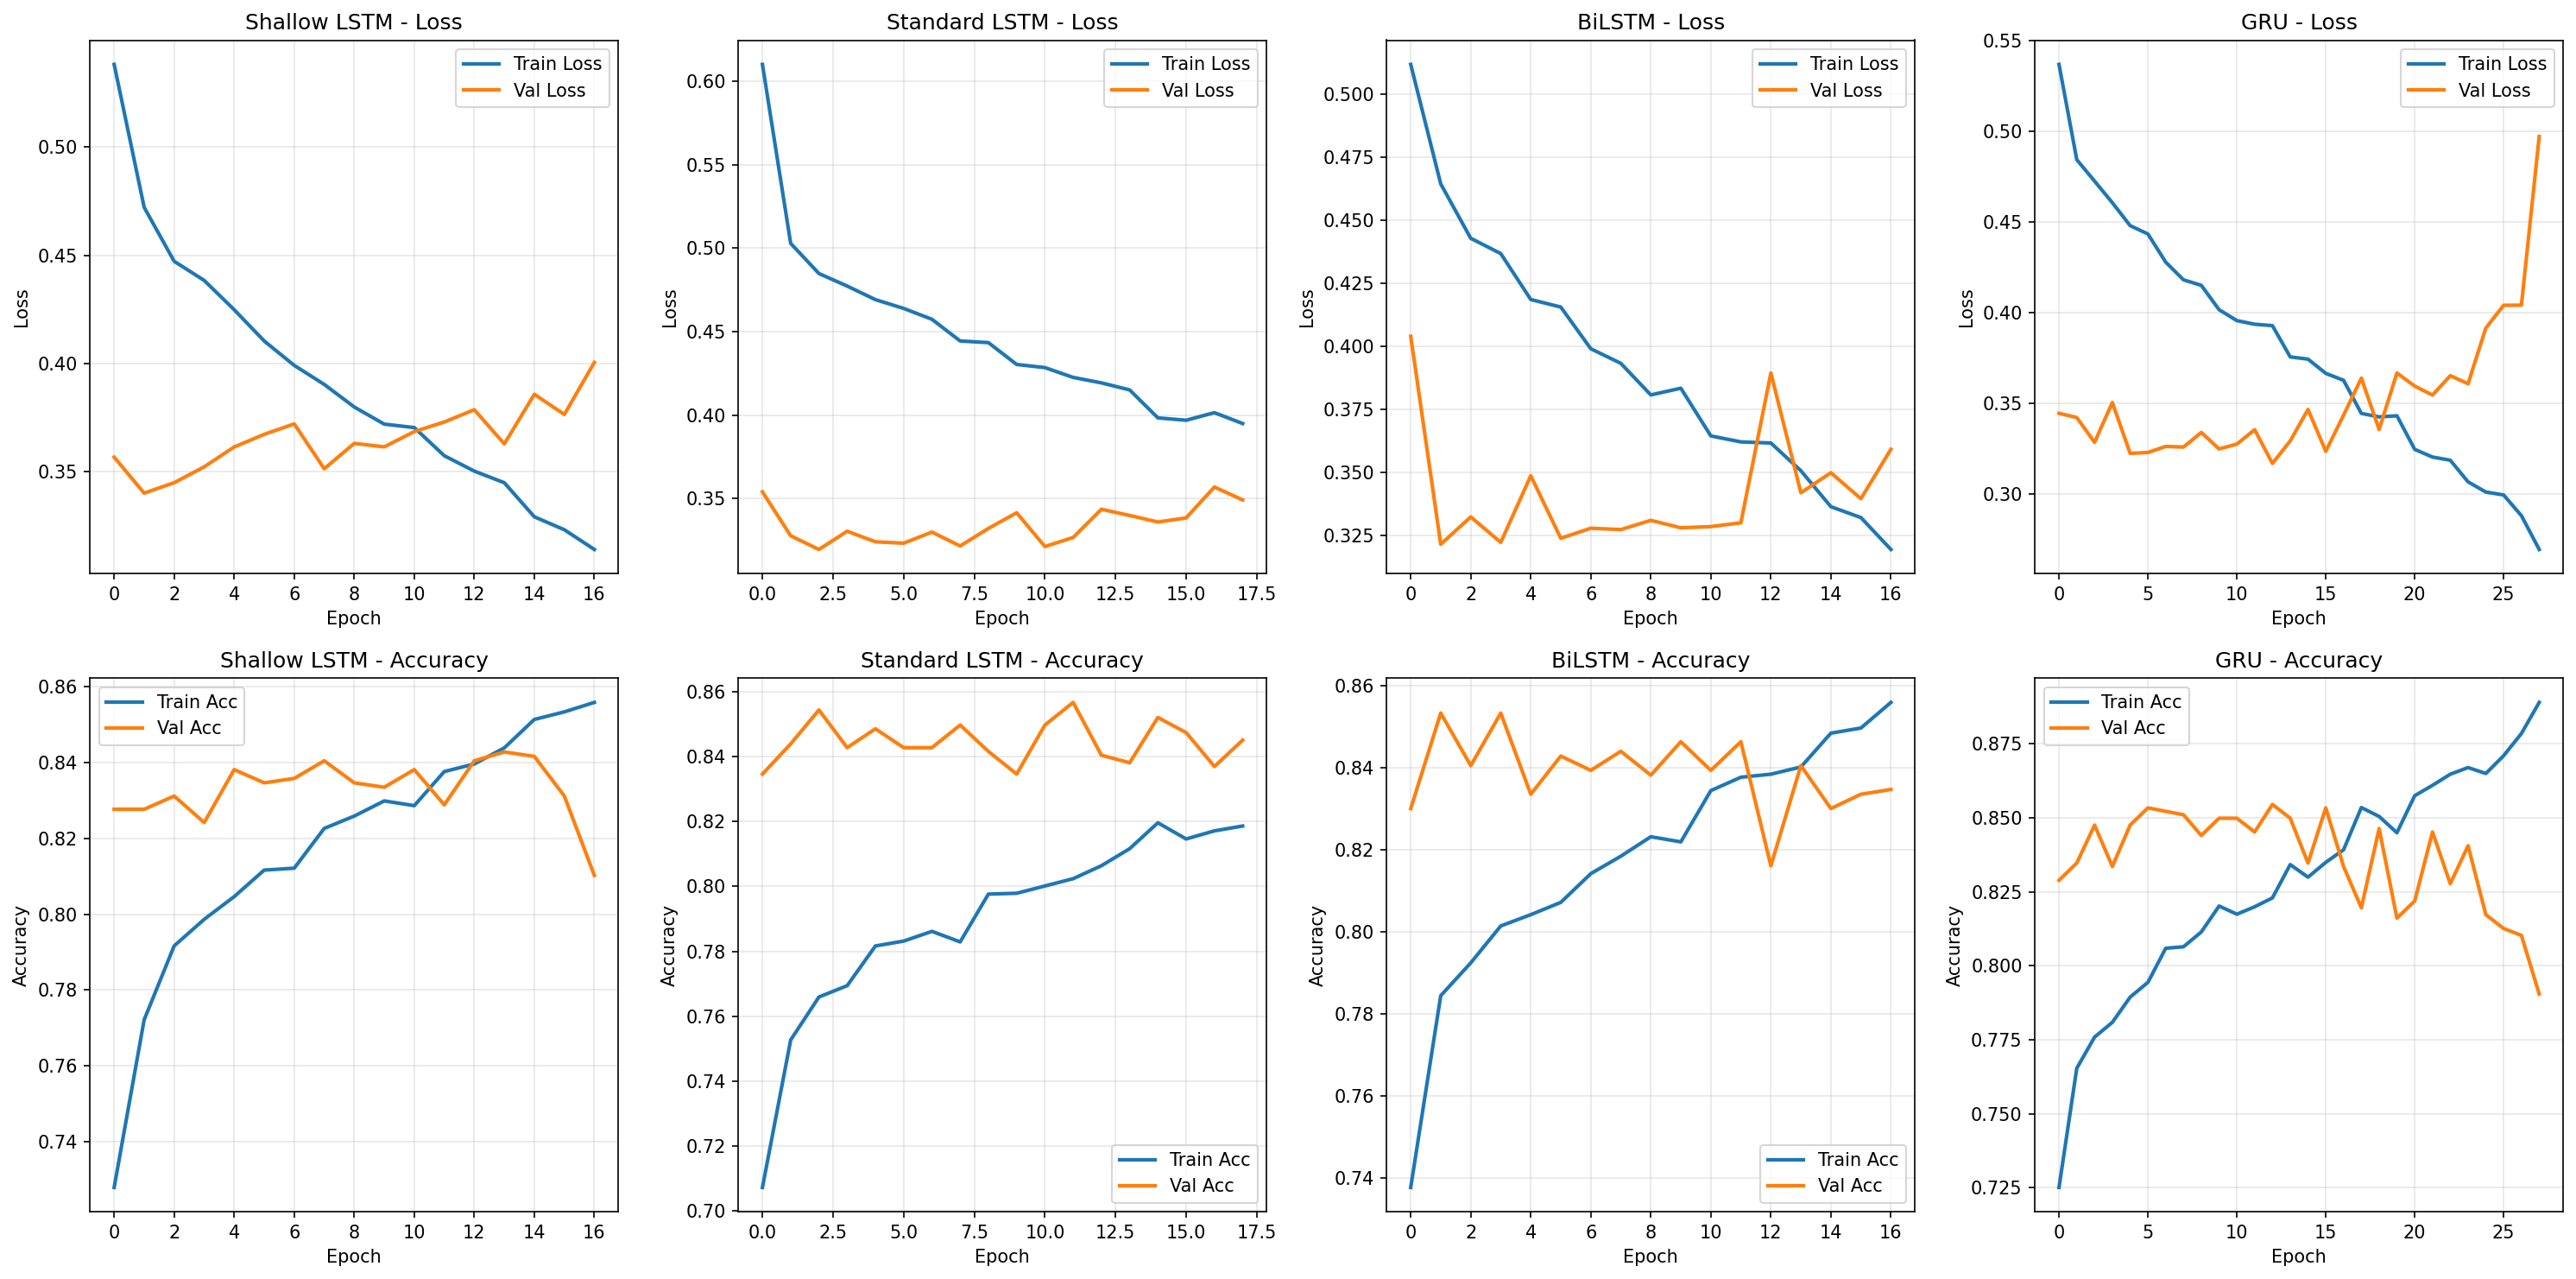 Shallow LSTM - Loss
Train Loss
Val Loss
0.50
0.45
0.40
0.35
Loss
0 2 4 6 8 10 12 14 16
Epoch
Standard LSTM - Loss
Train Loss
Val Loss
0.60
0.55
0.50
0.45
0.40
0.35
Loss
0.0 2.5 5.0 7.5 10.0 12.5 15.0 17.5
Epoch
BiLSTM - Loss
Train Loss
Val Loss
0.500
0.475
0.450
0.425
0.400
0.375
0.350
0.325
Loss
0 2 4 6 8 10 12 14 16
Epoch
GRU - Loss
Train Loss
Val Loss
0.55
0.50
0.45
0.40
0.35
0.30
Loss
0 5 10 15 20 25
Epoch
Shallow LSTM - Accuracy
Train Acc
Val Acc
0.86
0.84
0.82
0.80
0.78
0.76
0.74
Accuracy
0 2 4 6 8 10 12 14 16
Epoch
Standard LSTM - Accuracy
0.86
0.84
0.82
0.80
0.78
0.76
0.74
0.72
0.70
Accuracy
Train Acc
Val Acc
0.0 2.5 5.0 7.5 10.0 12.5 15.0 17.5
Epoch
BiLSTM - Accuracy
0.86
0.84
0.82
0.80
0.78
0.76
0.74
Accuracy
Train Acc
Val Acc
0 2 4 6 8 10 12 14 16
Epoch
GRU - Accuracy
Train Acc
Val Acc
0.875
0.850
0.825
0.800
0.775
0.750
0.725
Accuracy
0 5 10 15 20 25
Epoch